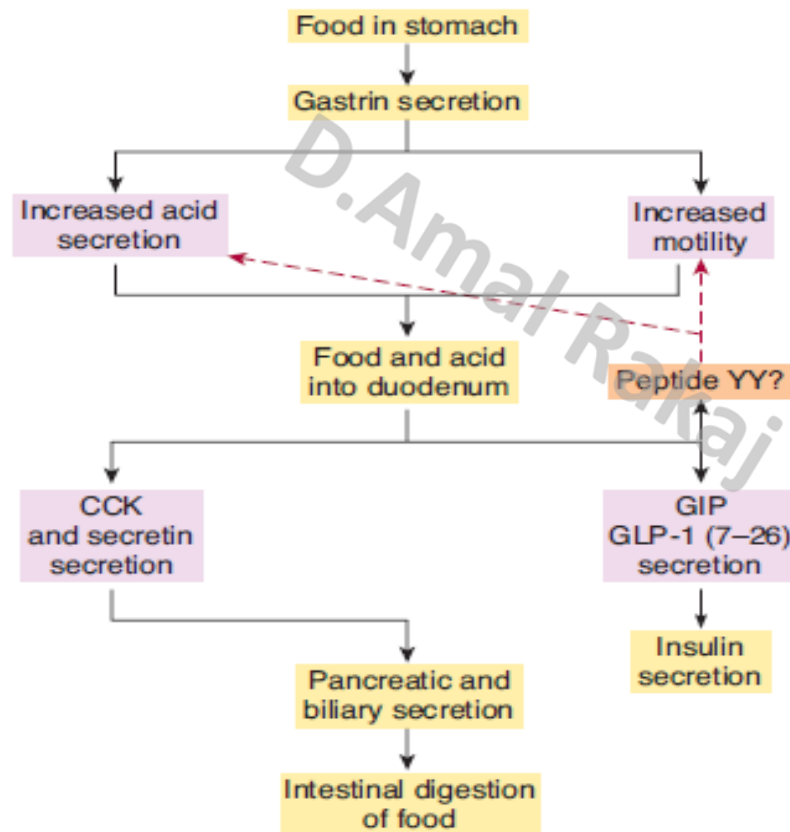 Food in stomach
Gastrin secretion
D.Amal Rakaj
Increased acid
secretion
Increased
motility
Food and acid
into duodenum
Peptide YY?
CCK
and secretin
secretion
GIP
GLP-1 (7–26)
secretion
Insulin
secretion
Pancreatic and
biliary secretion
Intestinal digestion
of food